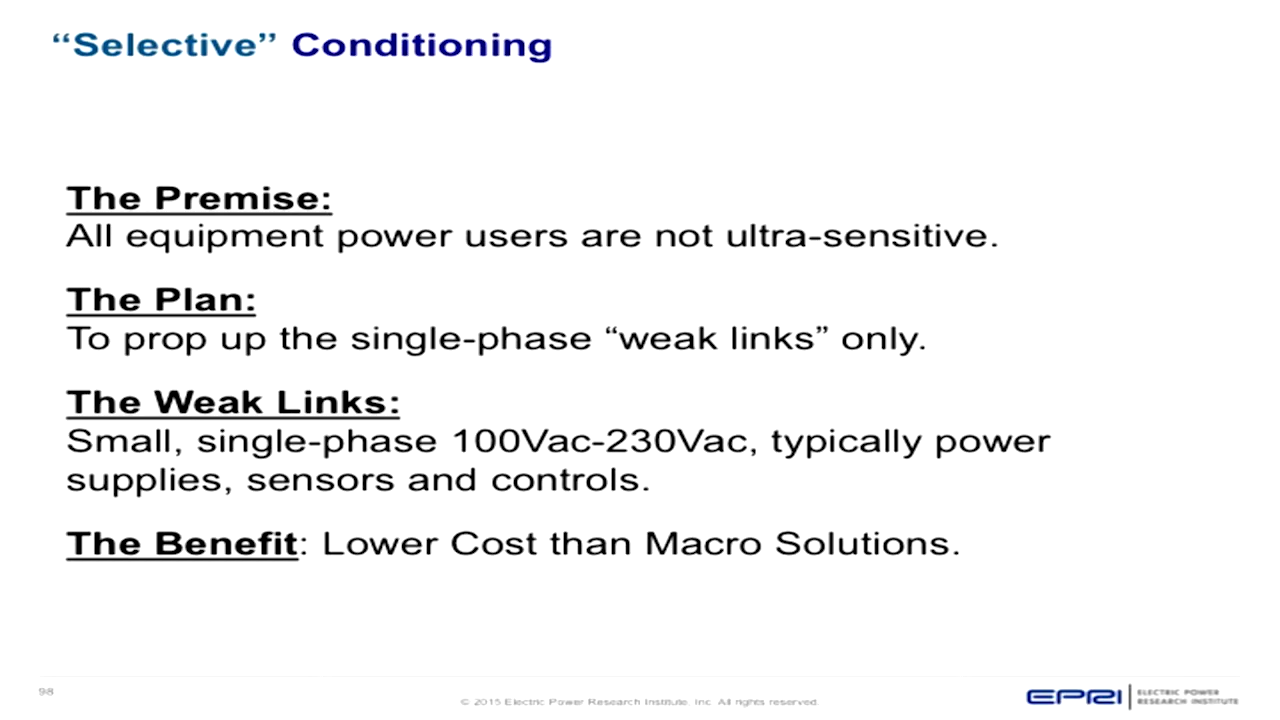 “Selective” Conditioning
The Premise:
All equipment power users are not ultra-sensitive.
The Plan:
To prop up the single-phase “weak links” only.
The Weak Links:
Small, single-phase 100Vac-230Vac, typically power
supplies, sensors and controls.
The Benefit: Lower Cost than Macro Solutions.
98
© 2015 Electric Power Research Institute, Inc. All rights reserved.
EPRI
ELECTRIC POWER
RESEARCH INSTITUTE